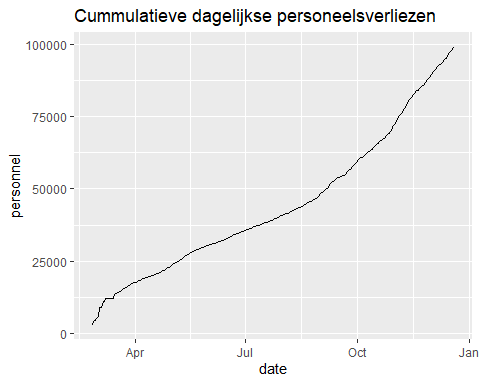 Cummulatieve dagelijkse personeelsverliezen
100000
75000
50000
25000
0
personnel
Apr
Jul
Oct
Jan
date